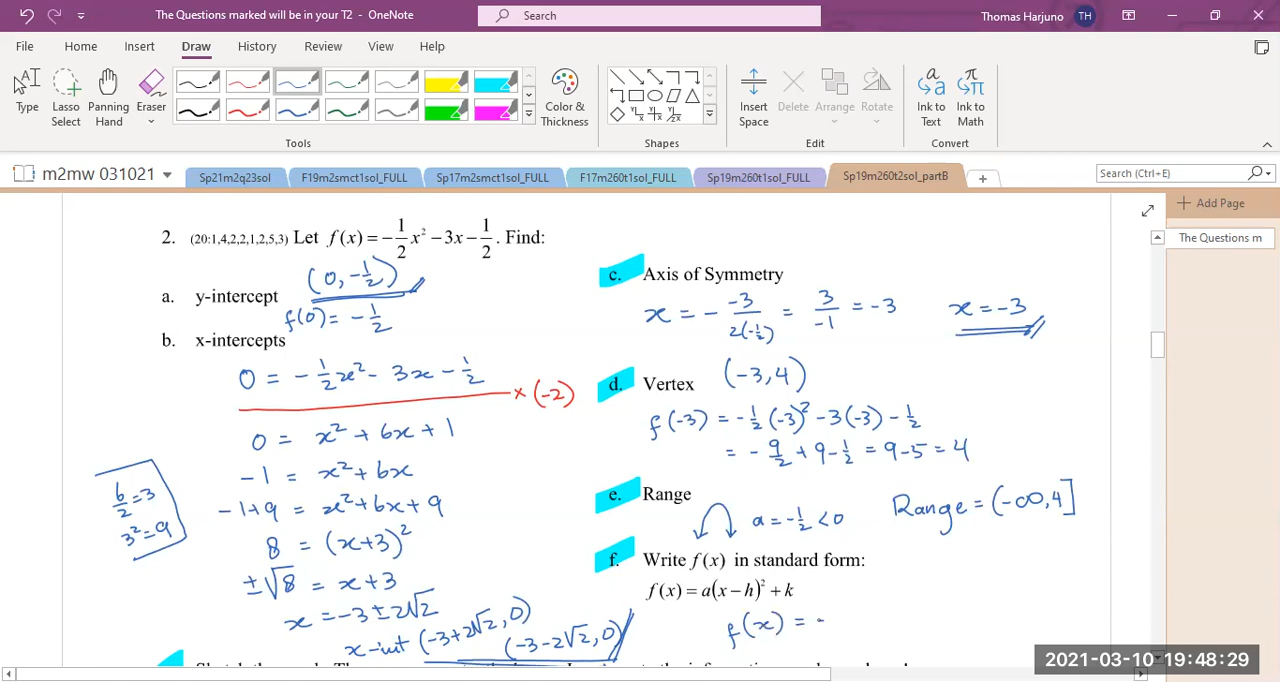 The Questions marked will be in your T2 - OneNote
Search
Thomas Harjuno TH
File Home Insert Draw History Review View Help
Type
Lasso Select
Panning Hand
Eraser
Color & Thickness
Insert Space
Delete
Arrange
Rotate
Ink to Text
Ink to Math
Tools
Shapes
Edit
Convert
m2mw 031021
Sp21m2q23sol
F19m2smct1sol_FULL
Sp17m2smct1sol_FULL
F17m260t1sol_FULL
Sp19m260t1sol_FULL
Sp19m260t2sol_partB
Search (Ctrl+E)
Add Page
The Questions m
2. (20:1,4,2,2,1,2,5,3) Let f(x) = -1/2 x² - 3x - 1/2 . Find:
a. y-intercept
(0, -1/2)
f(0) = -1/2
b. x-intercepts
0 = -1/2 x² - 3x - 1/2
× (-2)
0 = x² + 6x + 1
-1 = x² + 6x
-1+9 = x² + 6x + 9
6/2 = 3
3² = 9
8 = (x+3)²
±√8 = x+3
x = -3 ± 2√2
x-int (-3+2√2, 0)
(-3-2√2, 0)
c. Axis of Symmetry
x = - -3/2(-1/2) = 3/-1 = -3
x = -3
d. Vertex
(-3, 4)
f(-3) = -1/2 (-3)² - 3(-3) - 1/2
= -9/2 + 9 - 1/2 = 9 - 5 = 4
e. Range
a = -1/2 < 0
Range = (-∞, 4]
f. Write f(x) in standard form:
f(x) = a(x - h)² + k
f(x) = -
2021-03-10 19:48:29